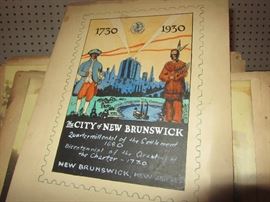 1730 1930
The CITY of NEW BRUNSWICK
Quartermillenial of the Settlement
1680
Bicentennial of the Granting of
the Charter - 1730
NEW BRUNSWICK, NEW JERSEY